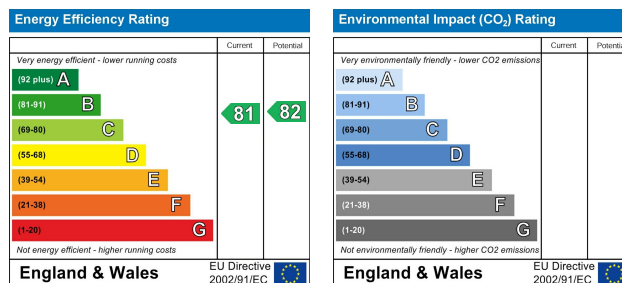 Energy Efficiency Rating
Current Potential
Very energy efficient - lower running costs
(92 plus) A
(81-91) B
(69-80) C
(55-68) D
(39-54) E
(21-38) F
(1-20) G
81 82
Not energy efficient - higher running costs
England & Wales
EU Directive
2002/91/EC
Environmental Impact (CO₂) Rating
Current Potential
Very environmentally friendly - lower CO2 emissions
(92 plus) A
(81-91) B
(69-80) C
(55-68) D
(39-54) E
(21-38) F
(1-20) G
Not environmentally friendly - higher CO2 emissions
England & Wales
EU Directive
2002/91/EC